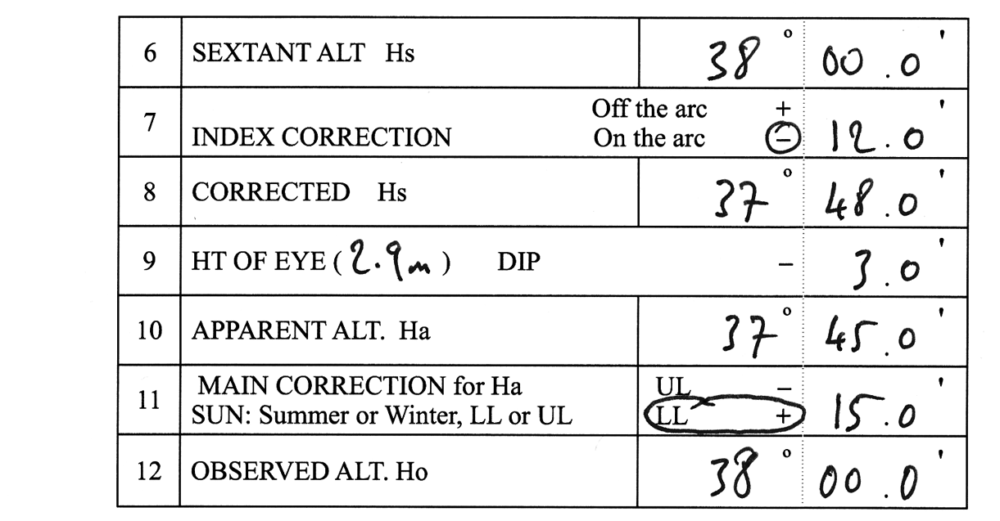 6 SEXTANT ALT Hs 38 ° 00.0 '
7 Off the arc +
INDEX CORRECTION On the arc − 12.0 '
8 CORRECTED Hs 37 ° 48.0 '
9 HT OF EYE (2.9m) DIP − 3.0 '
10 APPARENT ALT. Ha 37 ° 45.0 '
11 MAIN CORRECTION for Ha UL −
SUN: Summer or Winter, LL or UL LL + 15.0 '
12 OBSERVED ALT. Ho 38 ° 00.0 '